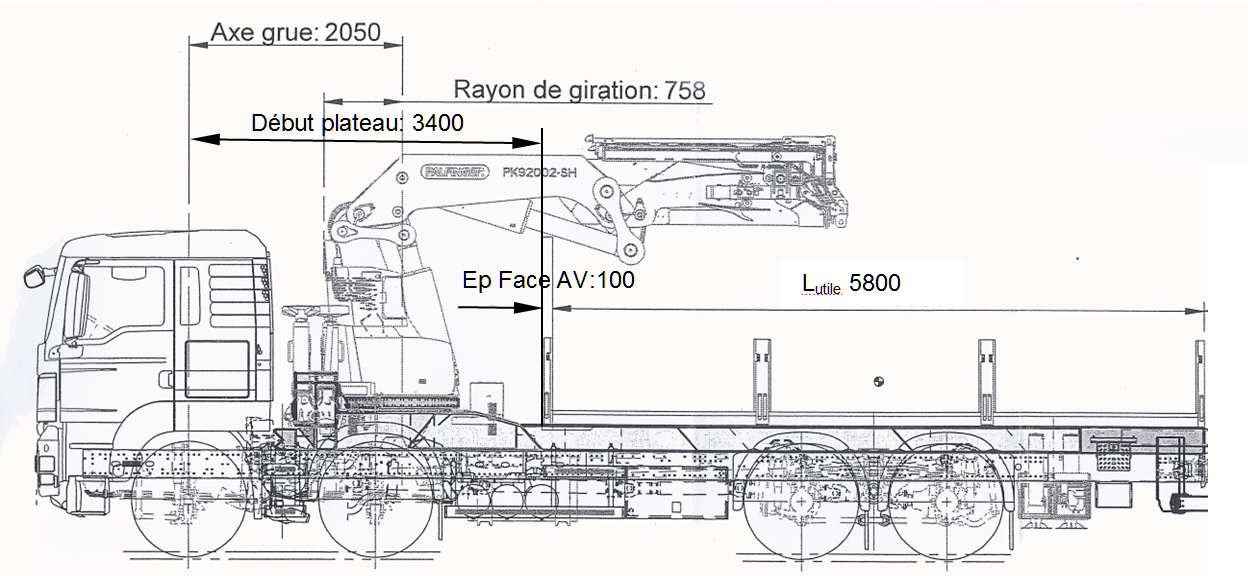 Axe grue: 2050
Rayon de giration: 758
Début plateau: 3400
PALFINGER PK92002-SH
Ep Face AV:100
Lutile 5800